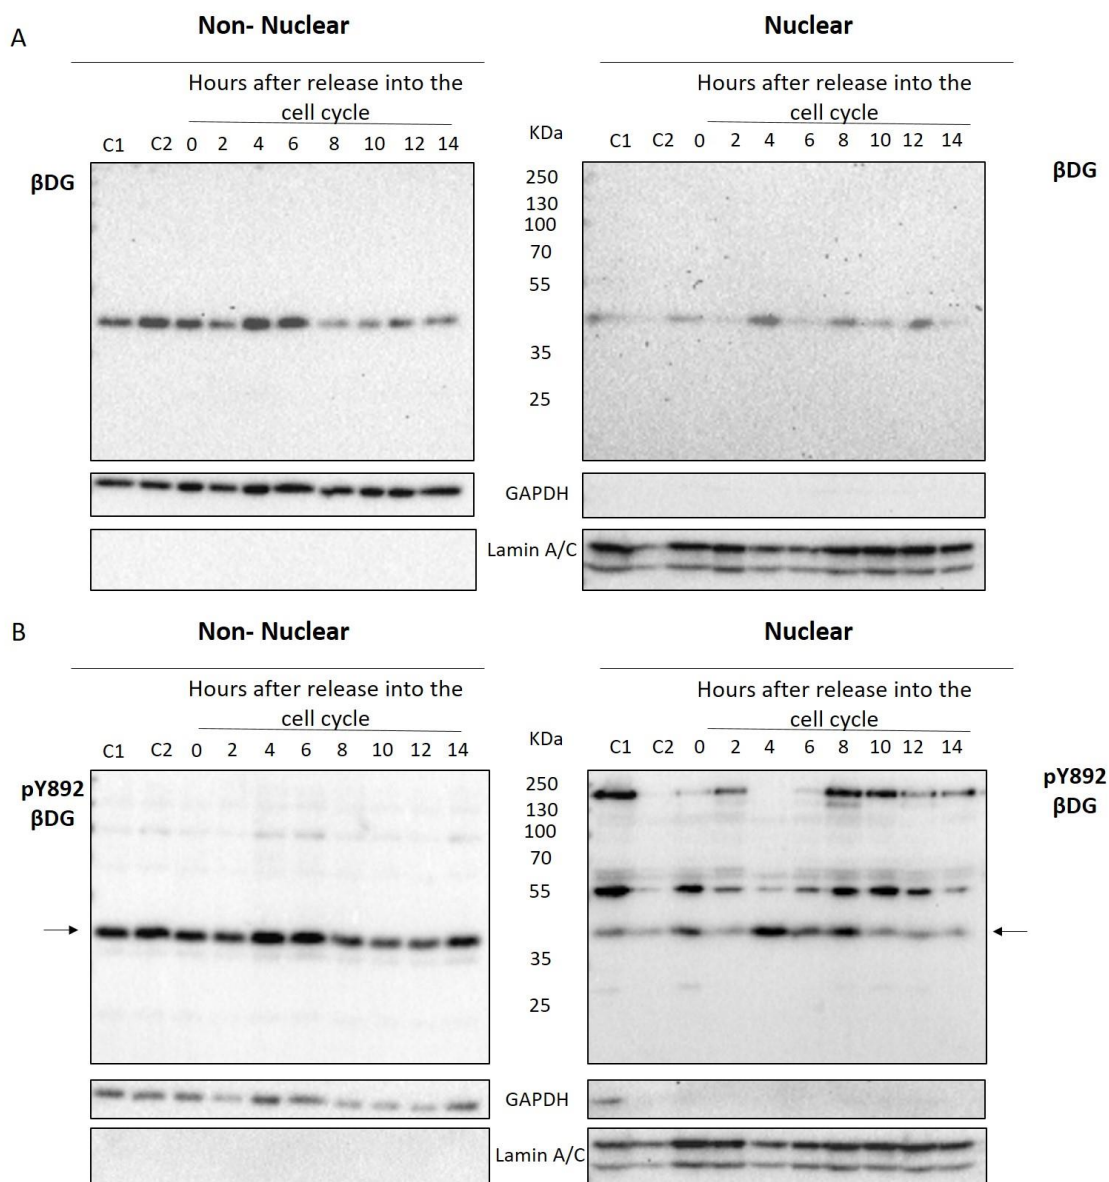 A
Non- Nuclear
Nuclear
Hours after release into the
cell cycle
Hours after release into the
cell cycle
C1 C2 0 2 4 6 8 10 12 14
KDa
C1 C2 0 2 4 6 8 10 12 14
βDG
250
130
100
70
55
35
25
βDG
GAPDH
Lamin A/C
B
Non- Nuclear
Nuclear
Hours after release into the
cell cycle
Hours after release into the
cell cycle
C1 C2 0 2 4 6 8 10 12 14
KDa
C1 C2 0 2 4 6 8 10 12 14
pY892
βDG
250
130
100
70
55
35
25
pY892
βDG
GAPDH
Lamin A/C